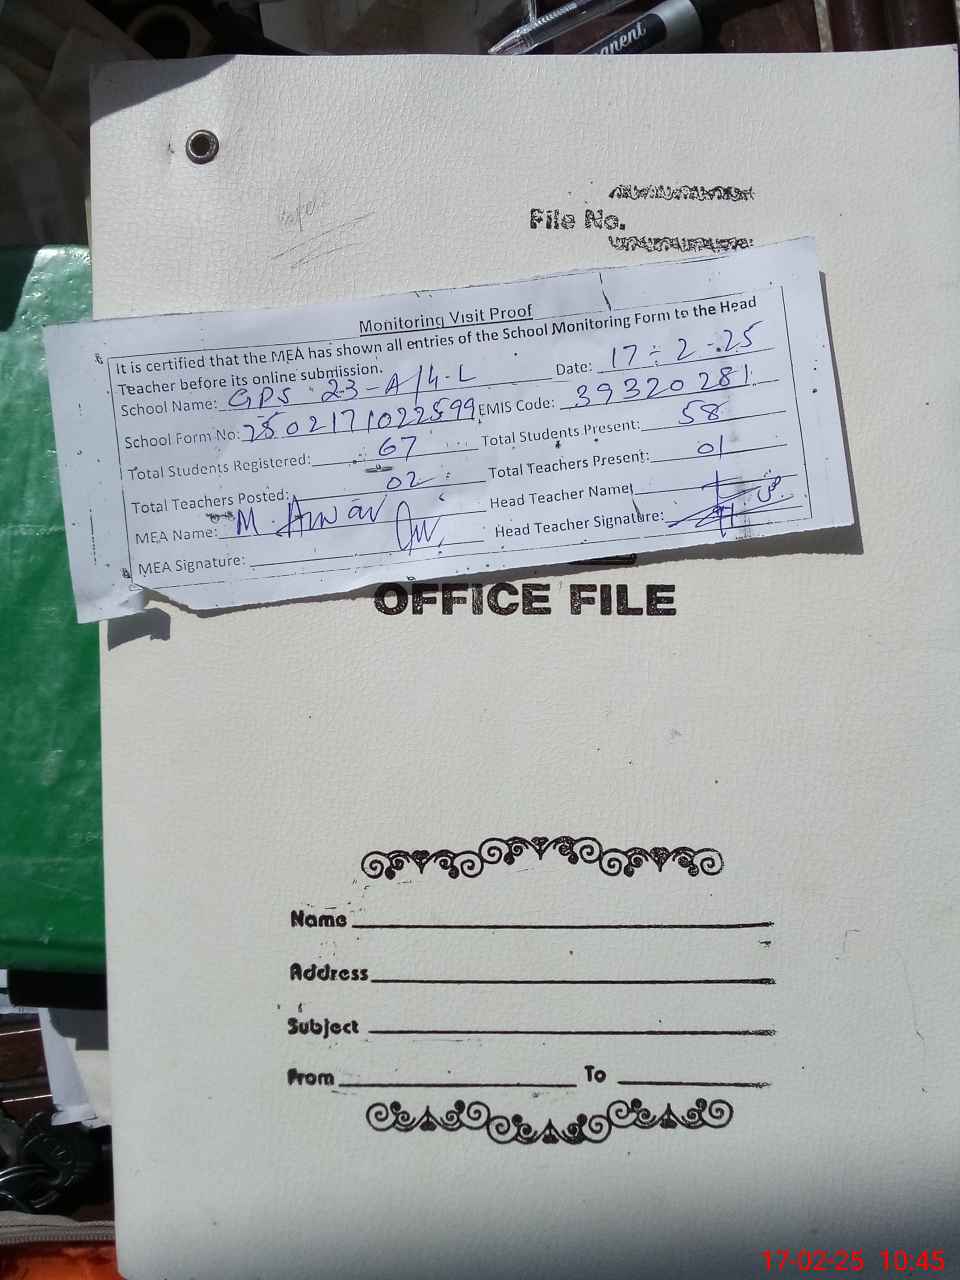 anent
File No.
Monitoring Visit Proof
It is certified that the MEA has shown all entries of the School Monitoring Form to the Head
Teacher before its online submission.
School Name: GPS 23-A/4-L Date: 17-2-25
School Form No: 2502171022599 EMIS Code: 39320281
Total Students Registered: 67 Total Students Present: 58
Total Teachers Posted: 02 Total Teachers Present: 01
MEA Name: M. Anwar Head Teacher Name
MEA Signature: Head Teacher Signature:
OFFICE FILE
Name
Address
Subject
From To
17-02-25 10:45